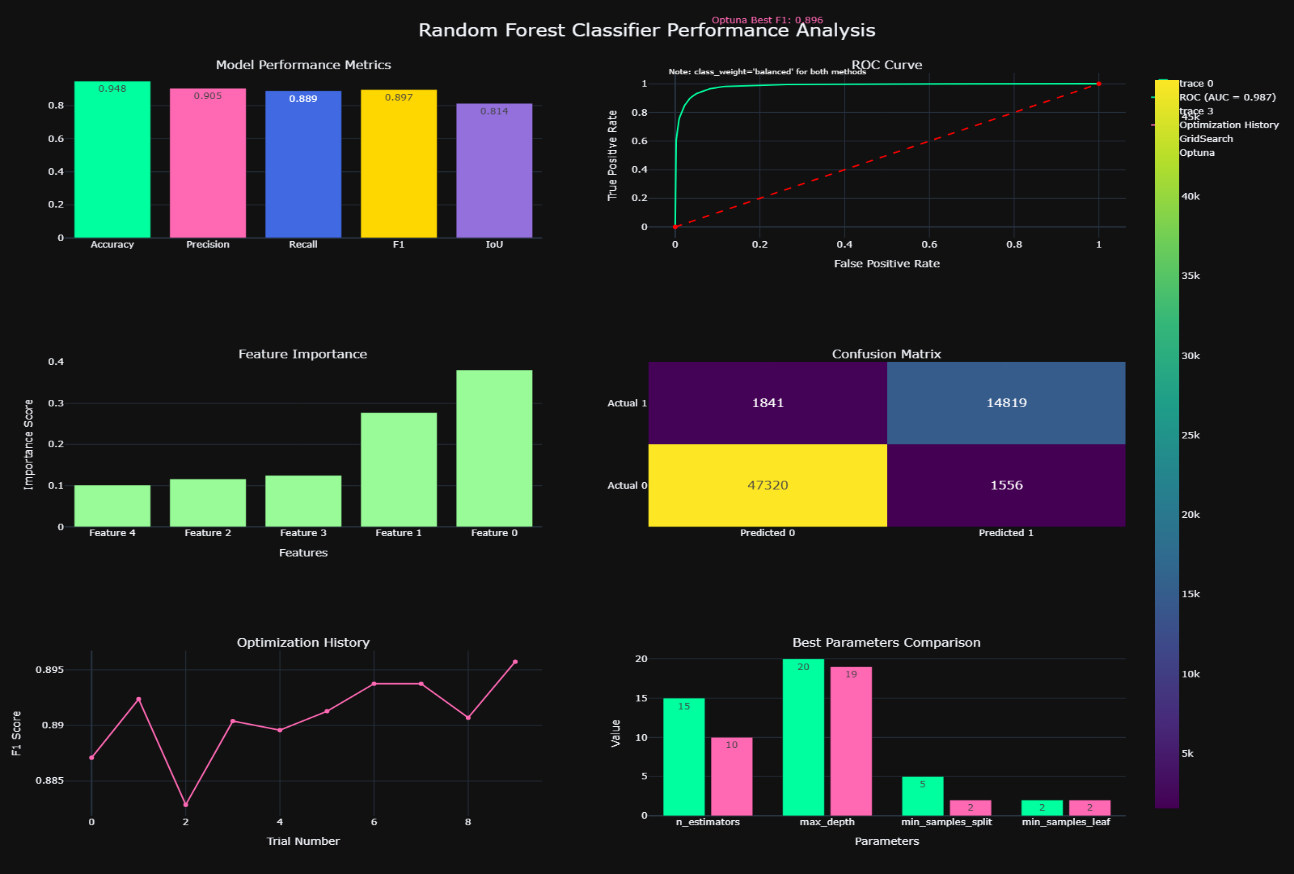 Optuna Best F1: 0.896
Random Forest Classifier Performance Analysis
Model Performance Metrics
0.948
0.905
0.889
0.897
0.814
0.8
0.6
0.4
0.2
0
Accuracy
Precision
Recall
F1
IoU
ROC Curve
Note: class_weight='balanced' for both methods
True Positive Rate
1
0.8
0.6
0.4
0.2
0
0
0.2
0.4
0.6
0.8
1
False Positive Rate
trace 0
ROC (AUC = 0.987)
trace 3
Optimization History
GridSearch
Optuna
45k
40k
35k
30k
25k
20k
15k
10k
5k
Feature Importance
Importance Score
0.4
0.3
0.2
0.1
0
Feature 4
Feature 2
Feature 3
Feature 1
Feature 0
Features
Confusion Matrix
Actual 1
1841
14819
Actual 0
47320
1556
Predicted 0
Predicted 1
Optimization History
F1 Score
0.895
0.89
0.885
0
2
4
6
8
Trial Number
Best Parameters Comparison
Value
20
15
10
5
0
15
10
20
19
5
2
2
2
n_estimators
max_depth
min_samples_split
min_samples_leaf
Parameters